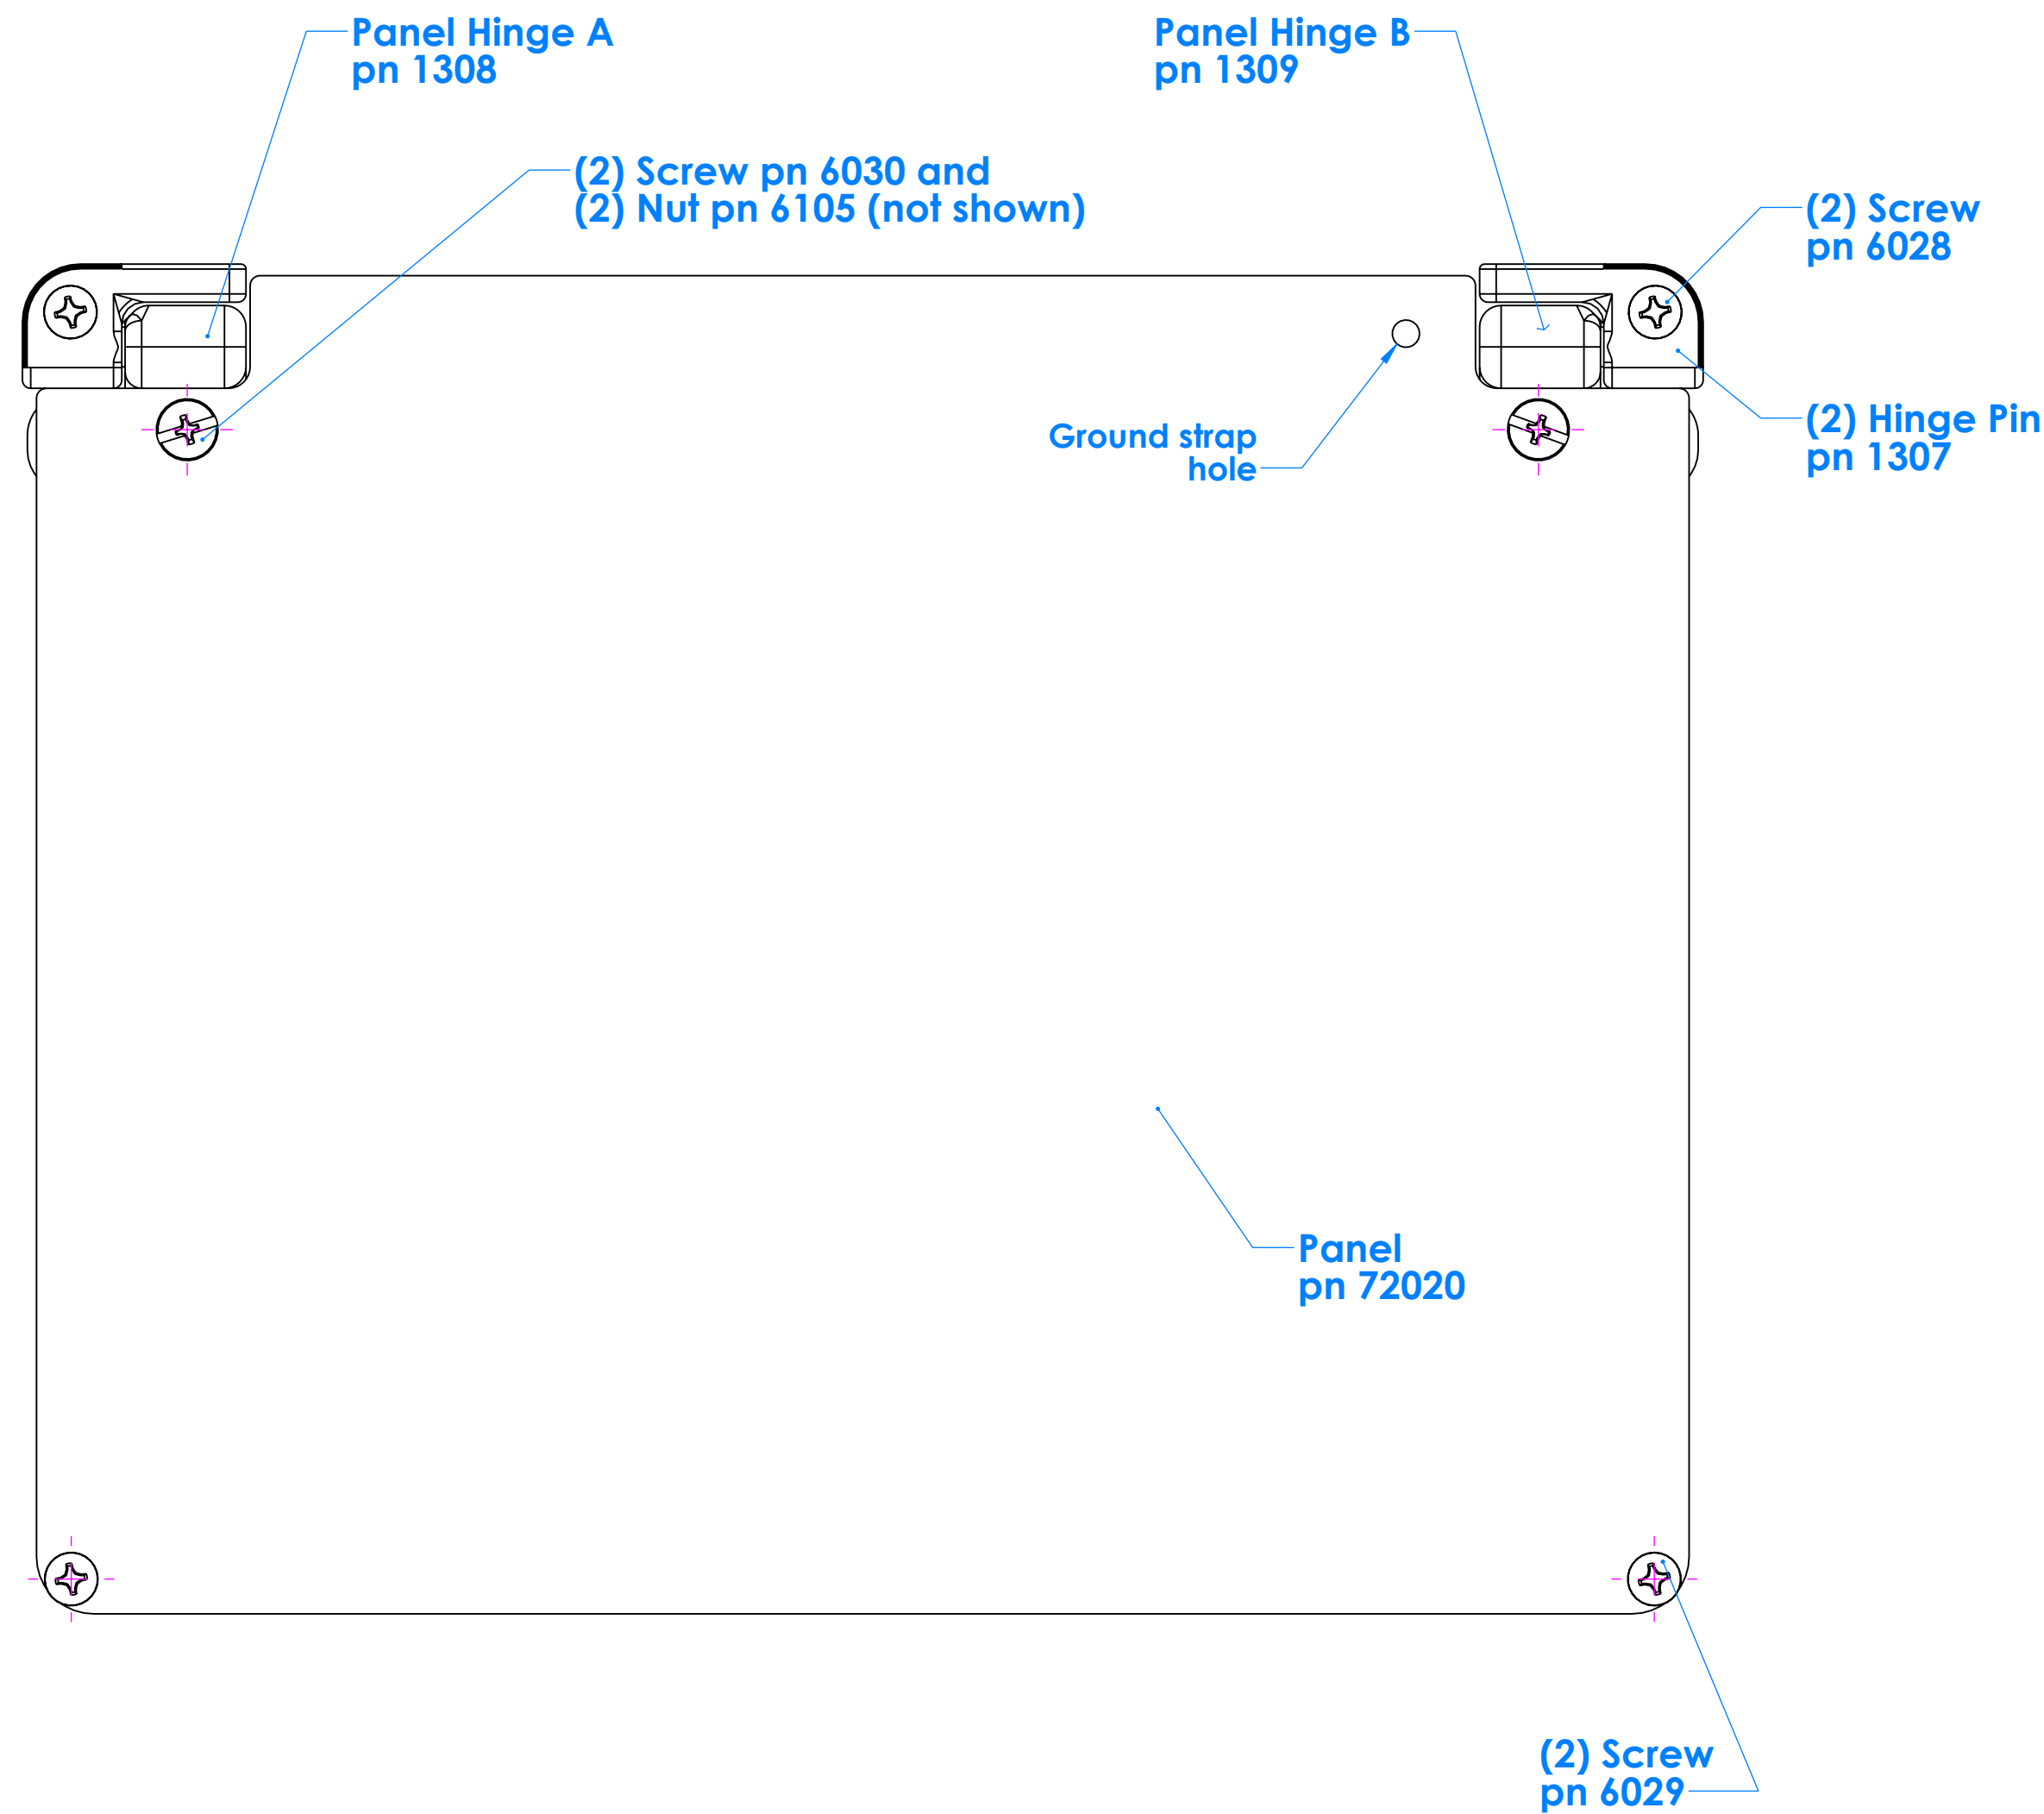 Panel Hinge A
pn 1308
Panel Hinge B
pn 1309
(2) Screw pn 6030 and
(2) Nut pn 6105 (not shown)
(2) Screw
pn 6028
Ground strap
hole
(2) Hinge Pin
pn 1307
Panel
pn 72020
(2) Screw
pn 6029